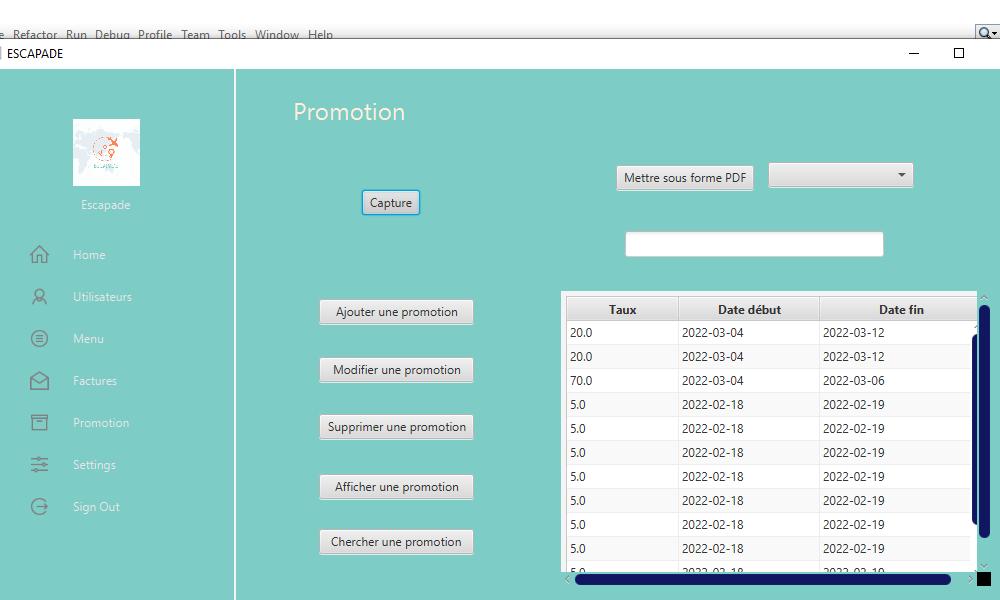 Refactor Run Debug Profile Team Tools Window Help
ESCAPADE
Promotion
Mettre sous forme PDF
Capture
ESCAPADE
Escapade
Home
Utilisateurs
Menu
Factures
Promotion
Settings
Sign Out
Ajouter une promotion
Modifier une promotion
Supprimer une promotion
Afficher une promotion
Chercher une promotion
Taux Date début Date fin
20.0 2022-03-04 2022-03-12
20.0 2022-03-04 2022-03-12
70.0 2022-03-04 2022-03-06
5.0 2022-02-18 2022-02-19
5.0 2022-02-18 2022-02-19
5.0 2022-02-18 2022-02-19
5.0 2022-02-18 2022-02-19
5.0 2022-02-18 2022-02-19
5.0 2022-02-18 2022-02-19
5.0 2022-02-18 2022-02-19